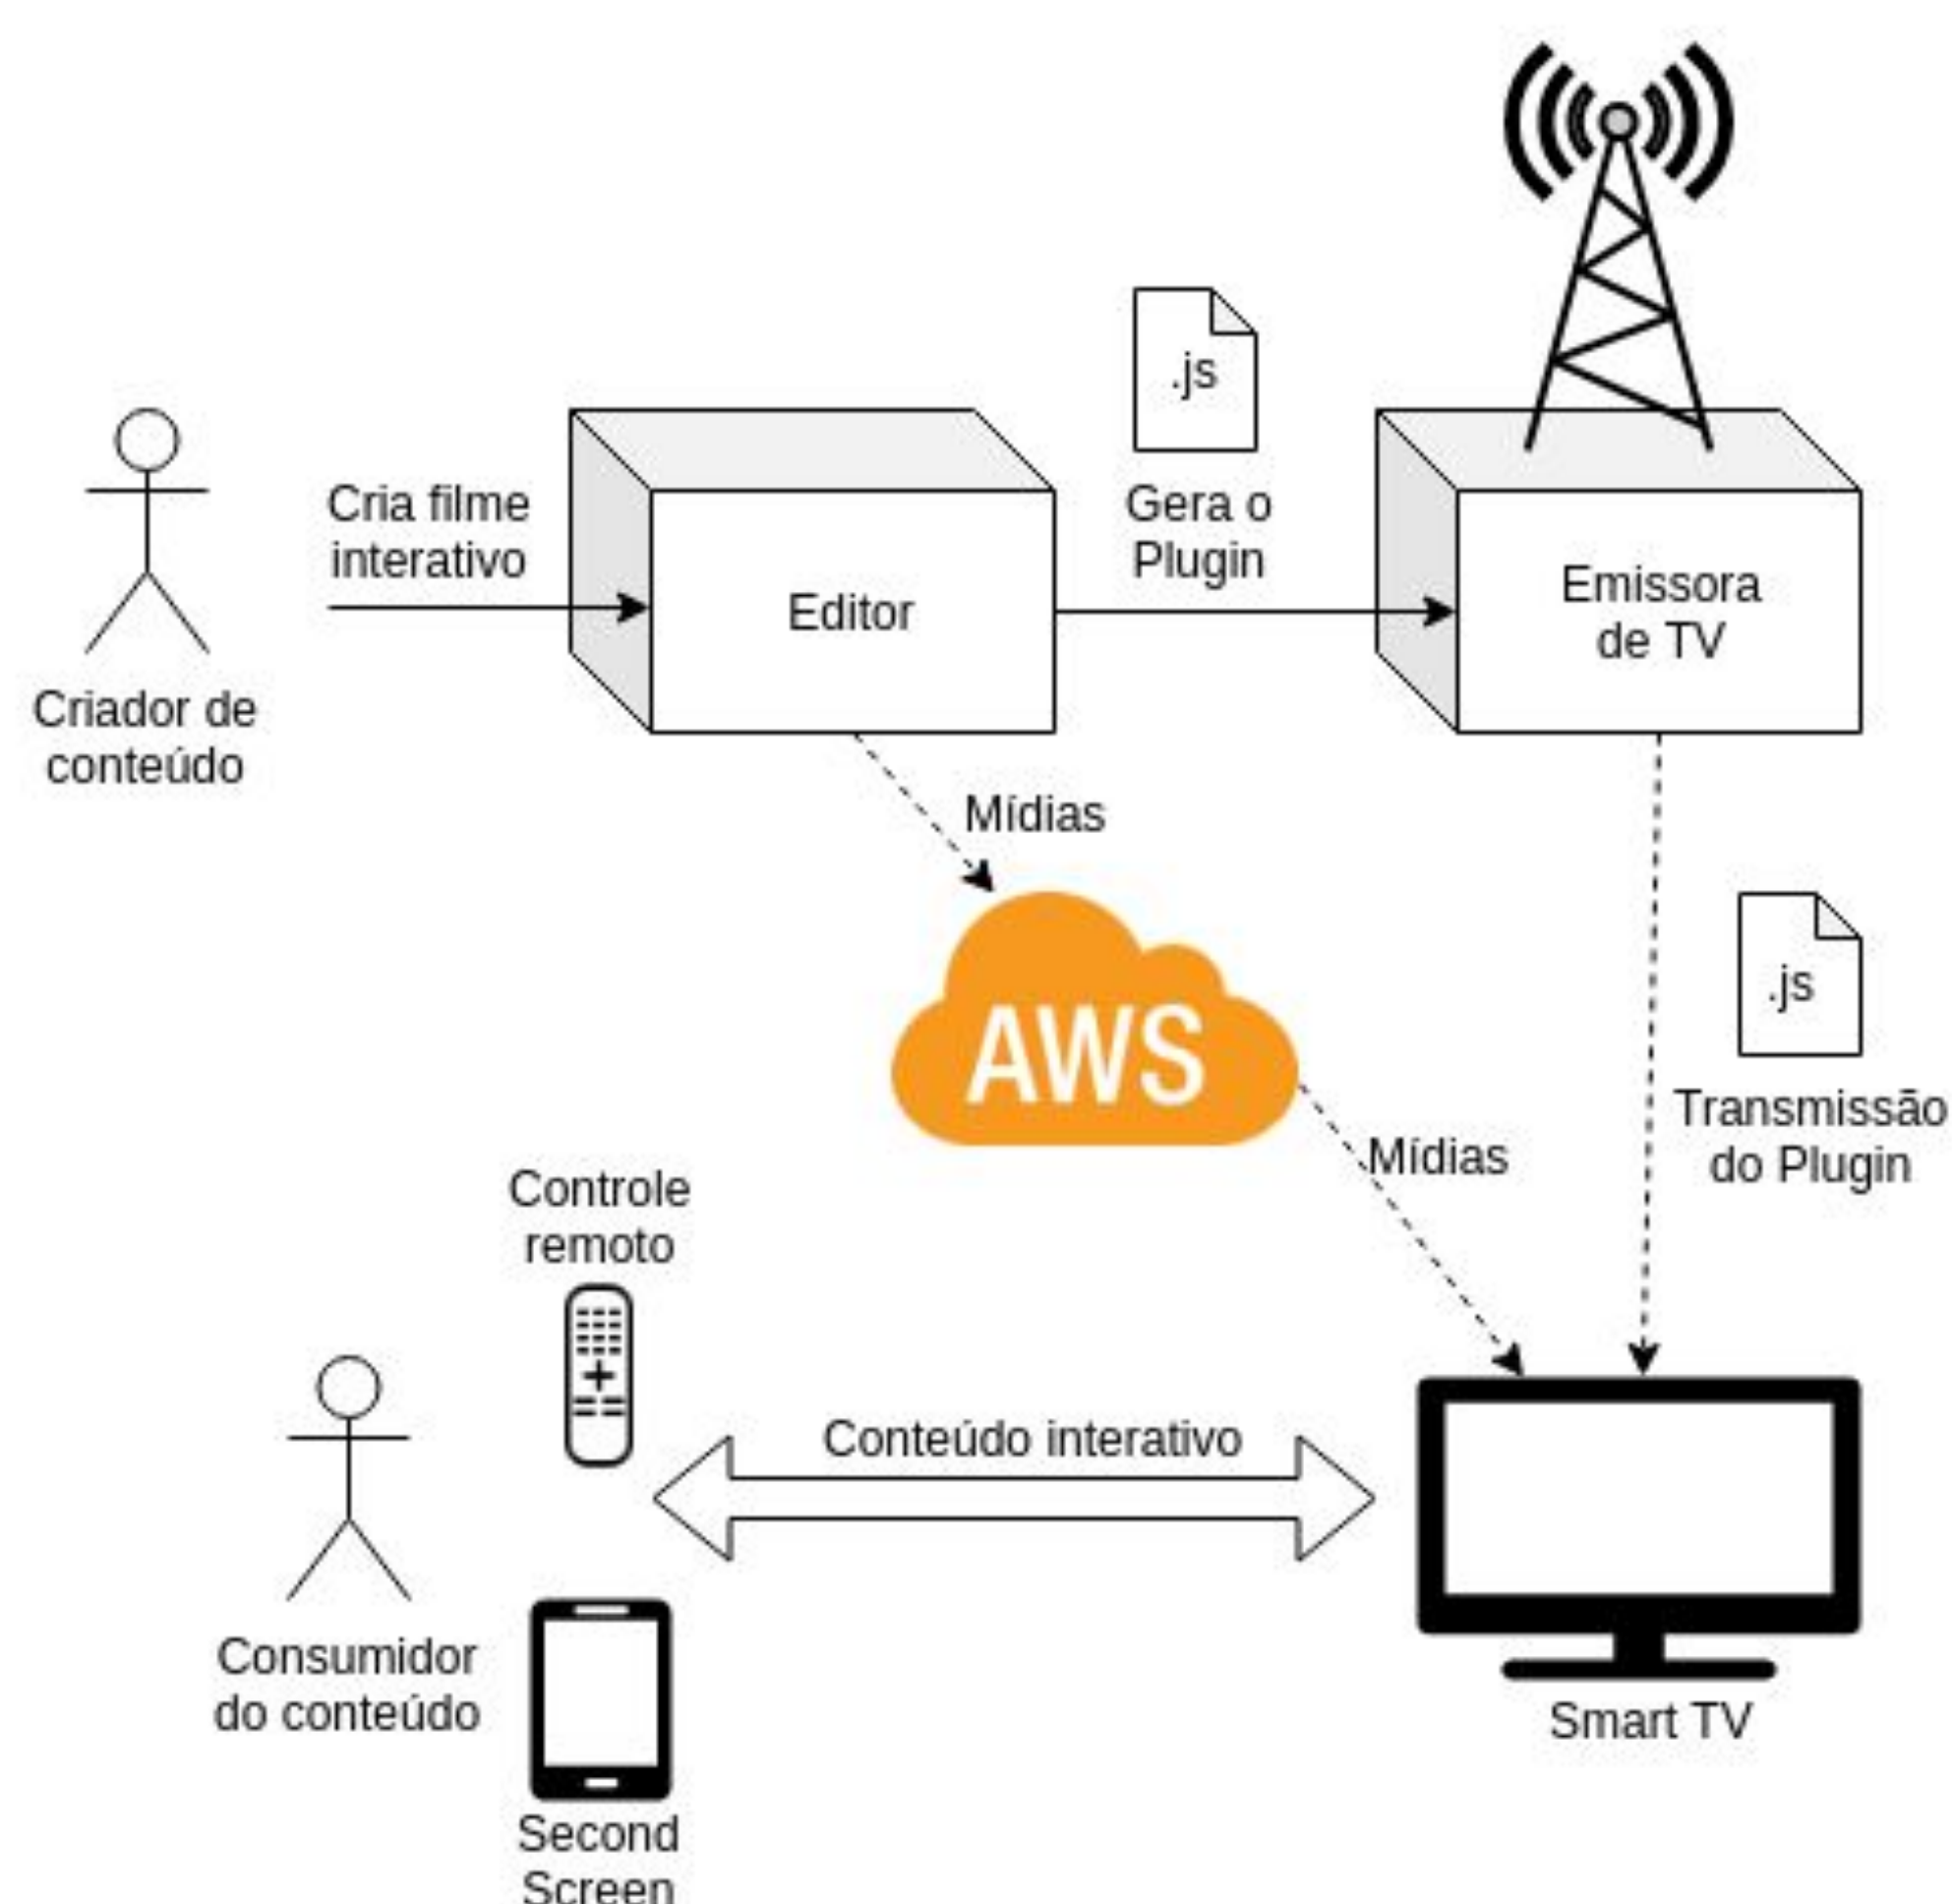 .js
Cria filme
interativo
Gera o
Plugin
Editor
Emissora
de TV
Criador de
conteúdo
Mídias
AWS
.js
Transmissão
do Plugin
Mídias
Controle
remoto
Conteúdo interativo
Consumidor
do conteúdo
Smart TV
Second
Screen